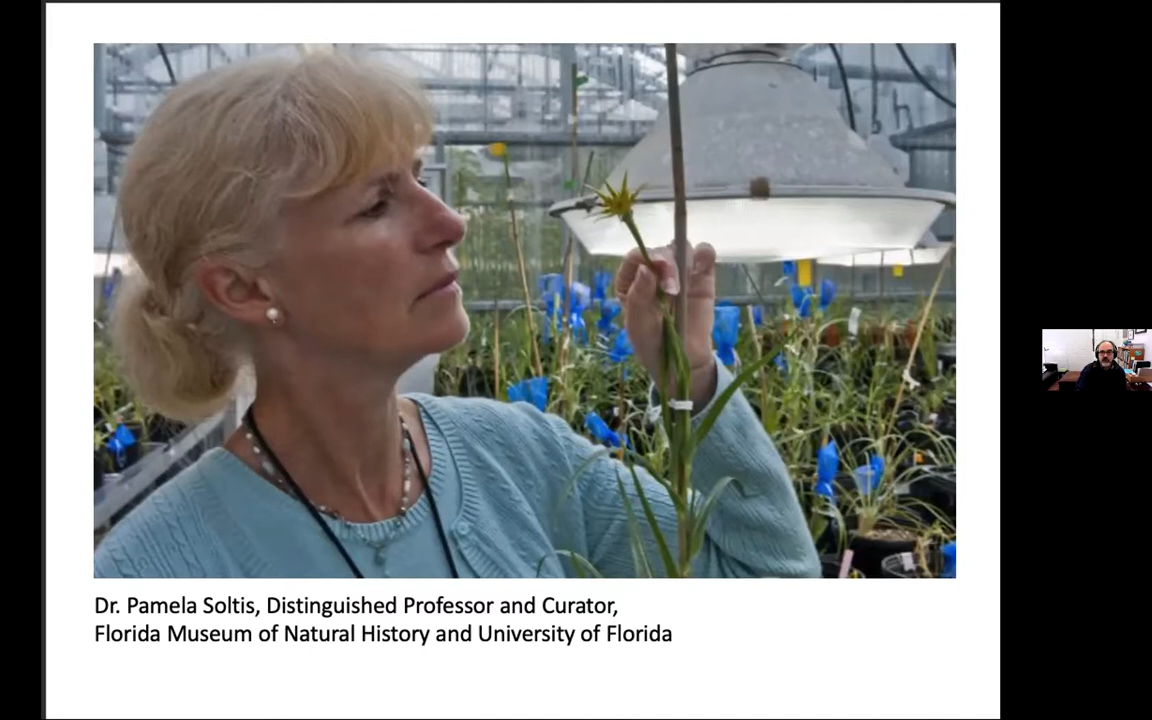 Dr. Pamela Soltis, Distinguished Professor and Curator,
Florida Museum of Natural History and University of Florida